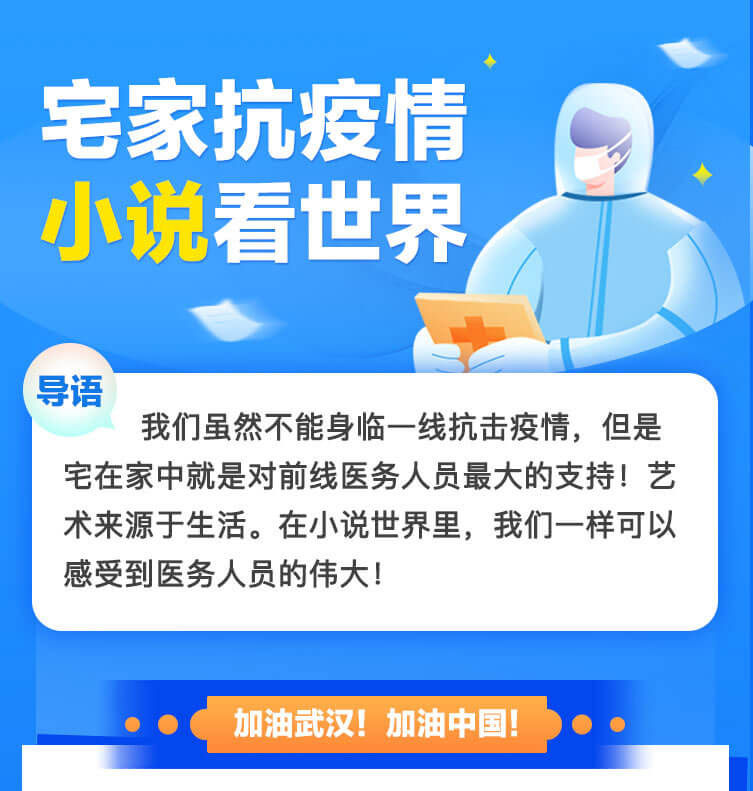 宅家抗疫情
小说看世界
导语
我们虽然不能身临一线抗击疫情，但是
宅在家中就是对前线医务人员最大的支持！艺
术来源于生活。在小说世界里，我们一样可以
感受到医务人员的伟大！
加油武汉！加油中国！